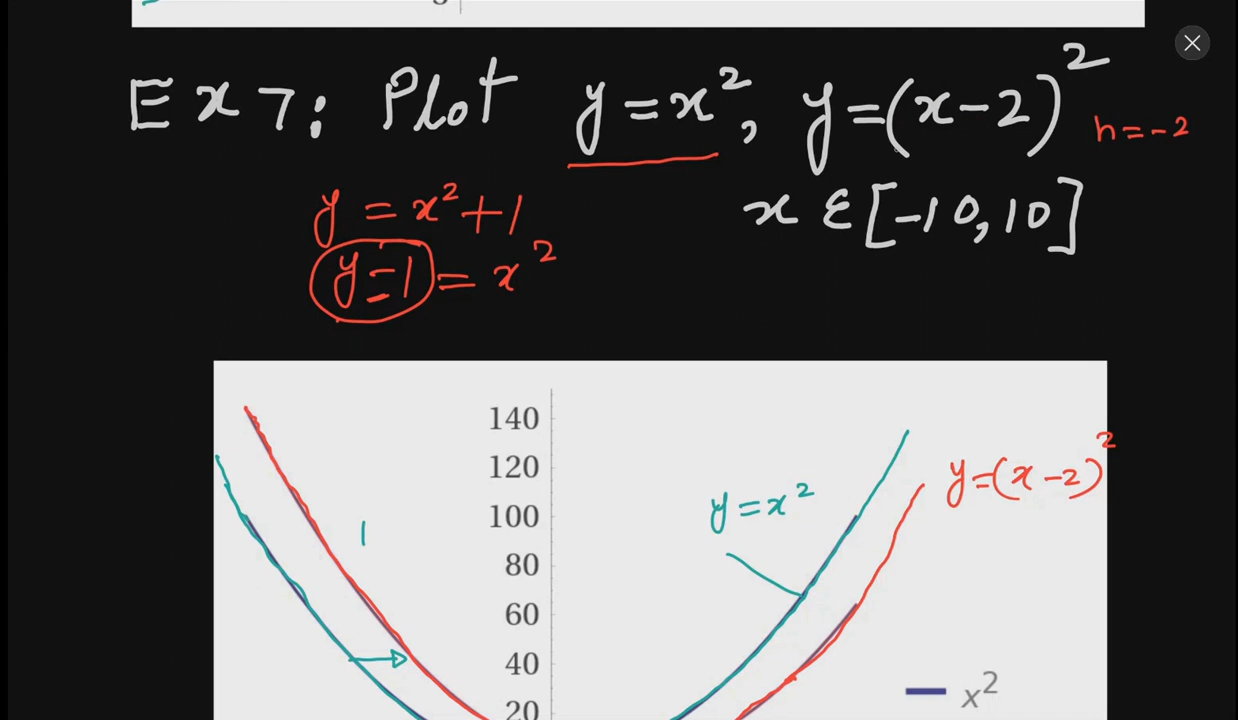 Ex 7: Plot y = x², y = (x-2)²
h = -2
x ε [-10, 10]
y = x² + 1
y - 1 = x²
140
120
100
80
60
40
20
y = x²
y = (x-2)²
x²